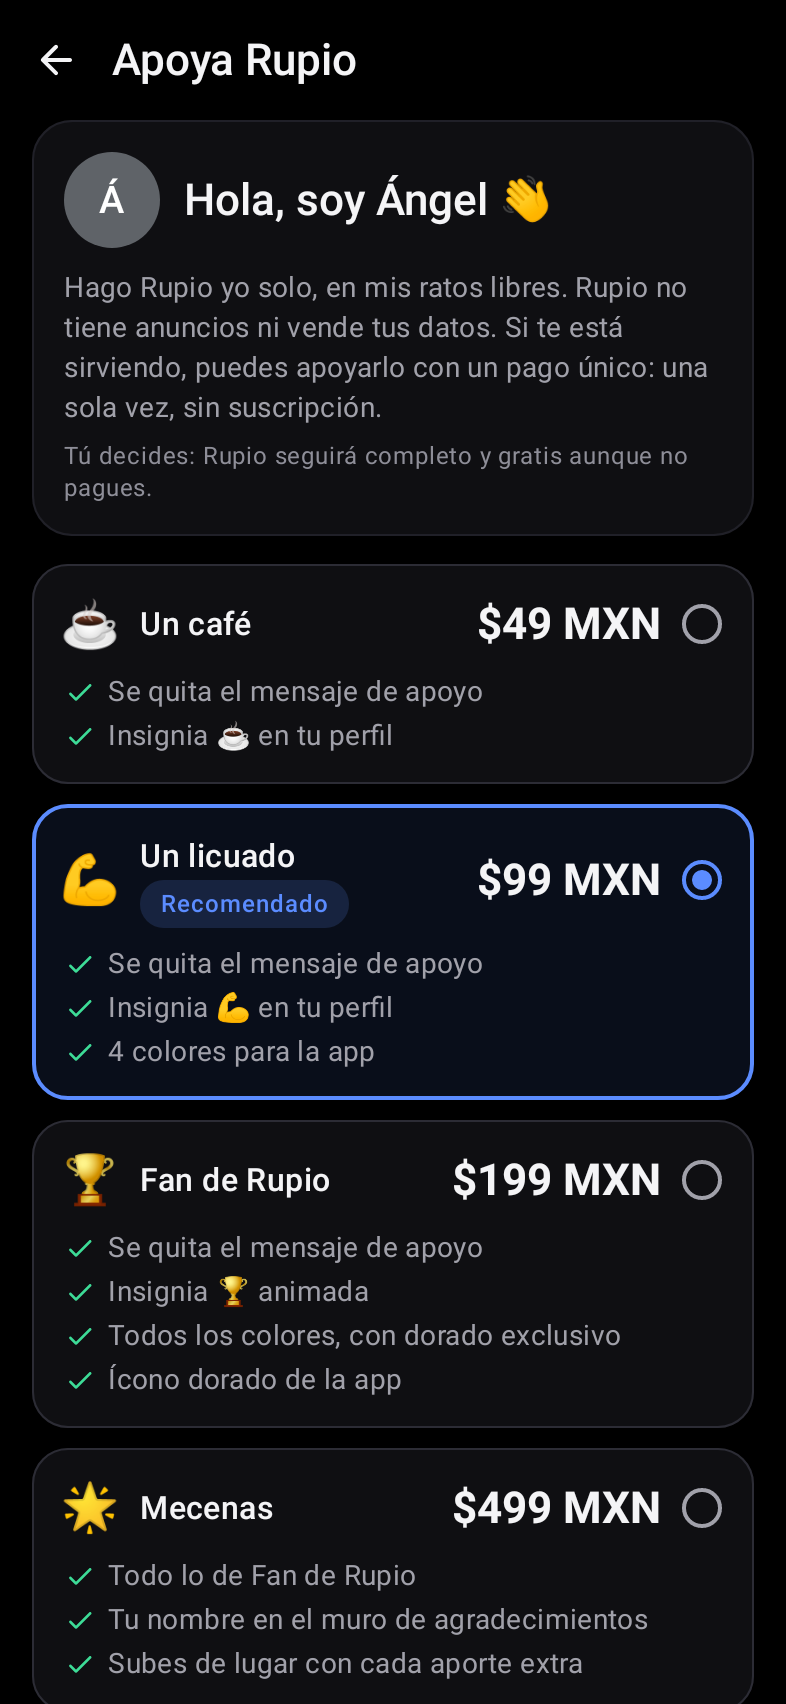 Apoya Rupio
Á
Hola, soy Ángel 👋
Hago Rupio yo solo, en mis ratos libres. Rupio no
tiene anuncios ni vende tus datos. Si te está
sirviendo, puedes apoyarlo con un pago único: una
sola vez, sin suscripción.
Tú decides: Rupio seguirá completo y gratis aunque no
pagues.
☕ Un café $49 MXN
Se quita el mensaje de apoyo
Insignia ☕ en tu perfil
💪 Un licuado $99 MXN
Recomendado
Se quita el mensaje de apoyo
Insignia 💪 en tu perfil
4 colores para la app
🏆 Fan de Rupio $199 MXN
Se quita el mensaje de apoyo
Insignia 🏆 animada
Todos los colores, con dorado exclusivo
Ícono dorado de la app
🌟 Mecenas $499 MXN
Todo lo de Fan de Rupio
Tu nombre en el muro de agradecimientos
Subes de lugar con cada aporte extra